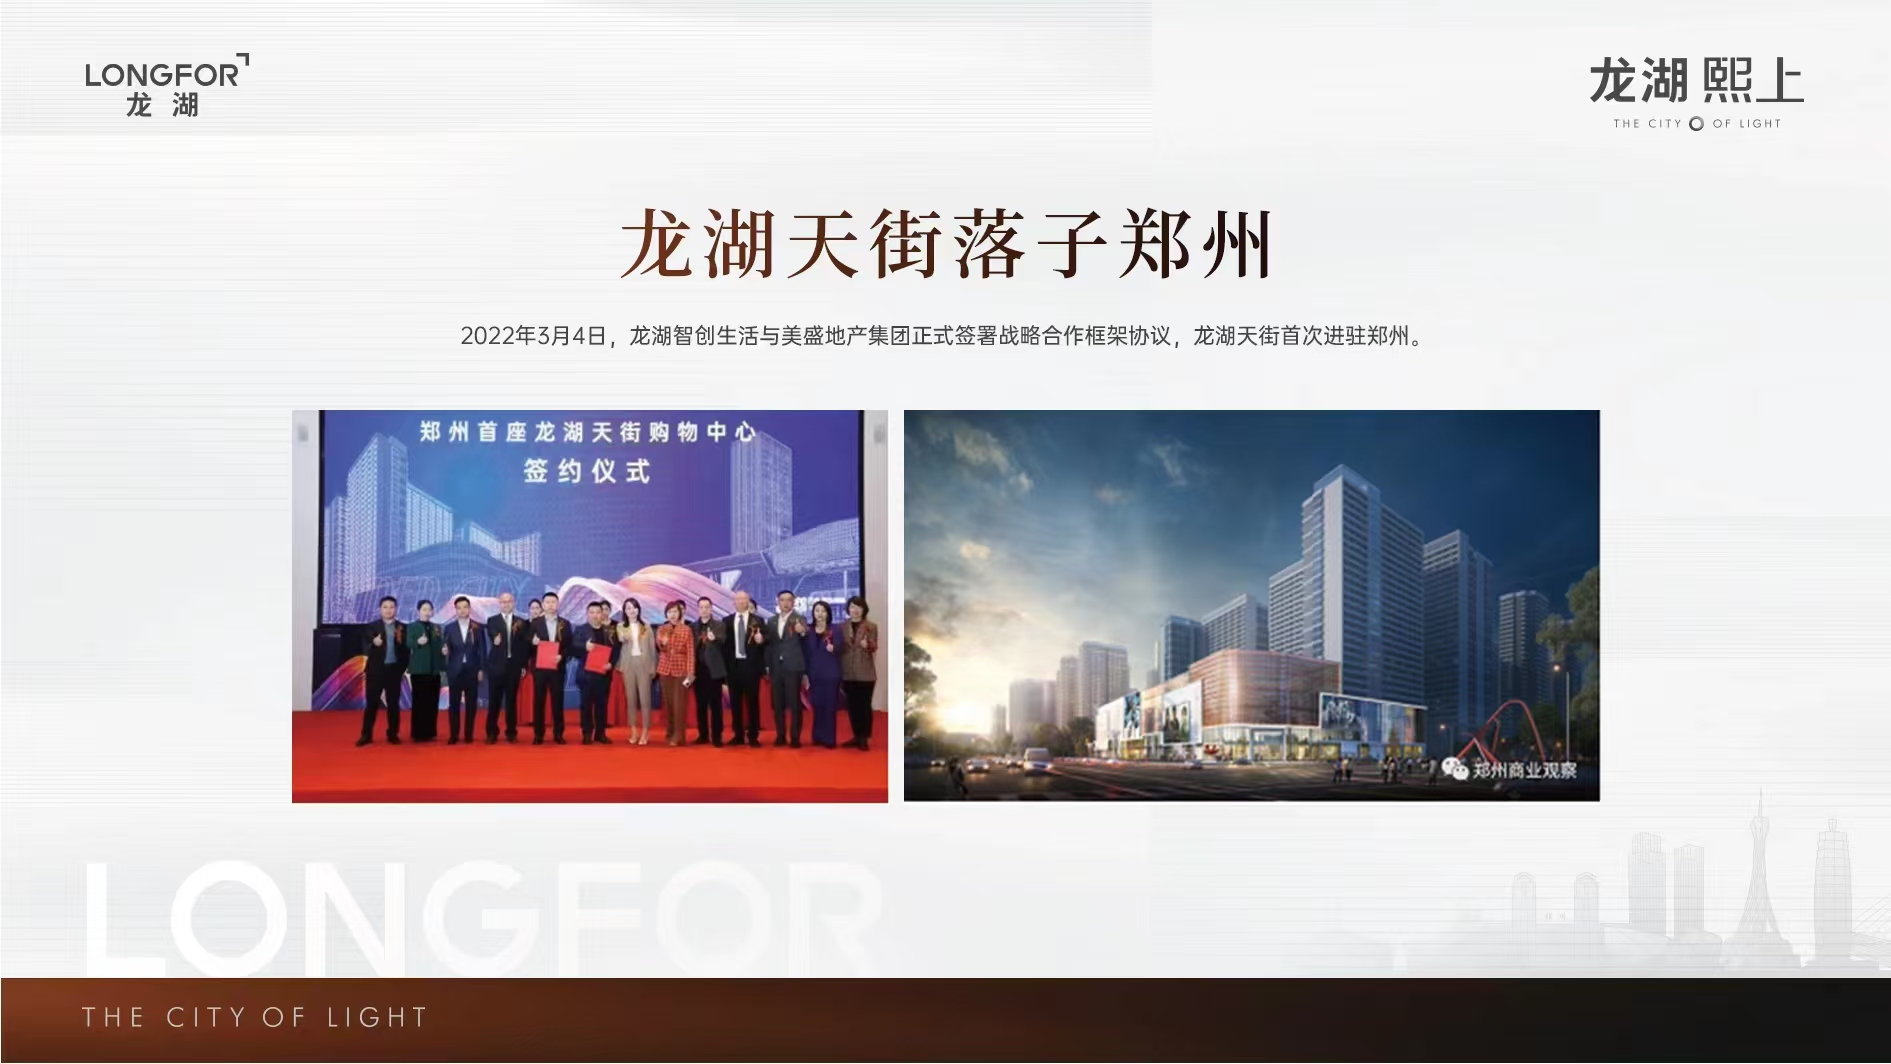 LONGFOR
龙湖
龙湖 熙上
THE CITY OF LIGHT
龙湖天街落子郑州
2022年3月4日，龙湖智创生活与美盛地产集团正式签署战略合作框架协议，龙湖天街首次进驻郑州。
郑州首座龙湖天街购物中心
签约仪式
郑州商业观察
LONGFOR
THE CITY OF LIGHT